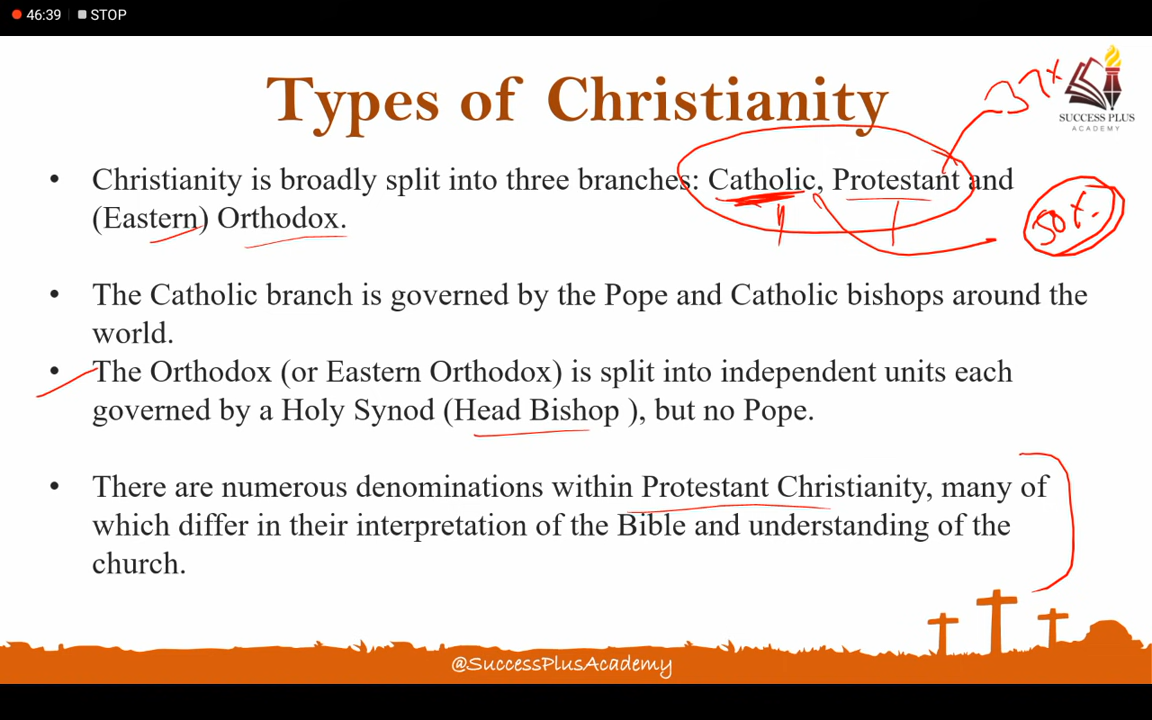 46:39 STOP
Types of Christianity
37%
SUCCESS PLUS
ACADEMY
• Christianity is broadly split into three branches: Catholic, Protestant and
(Eastern) Orthodox.
50%.
• The Catholic branch is governed by the Pope and Catholic bishops around the
world.
• The Orthodox (or Eastern Orthodox) is split into independent units each
governed by a Holy Synod (Head Bishop ), but no Pope.
• There are numerous denominations within Protestant Christianity, many of
which differ in their interpretation of the Bible and understanding of the
church.
@SuccessPlusAcademy